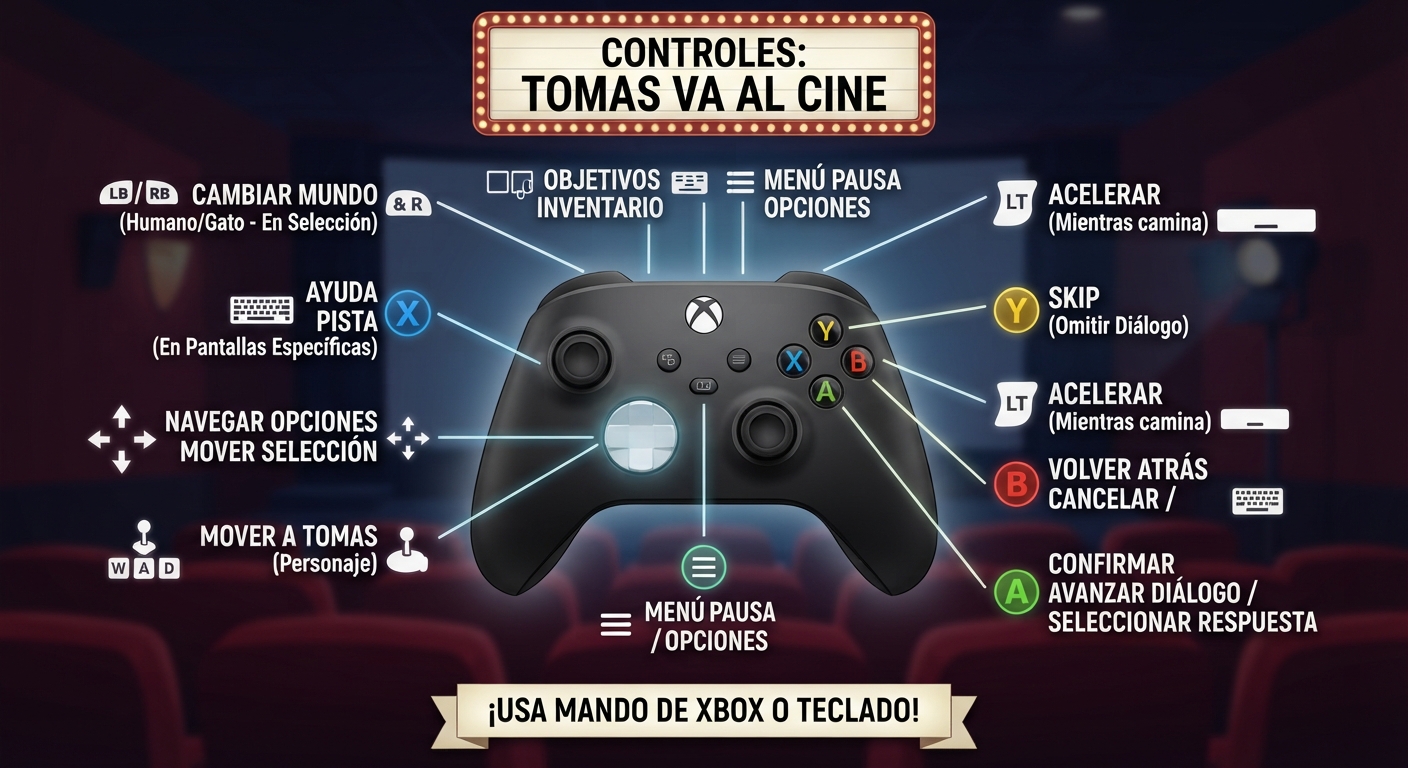 CONTROLES:
TOMAS VA AL CINE
LB / RB CAMBIAR MUNDO & R
(Humano/Gato - En Selección)
AYUDA
PISTA
X
(En Pantallas Específicas)
NAVEGAR OPCIONES
MOVER SELECCIÓN
MOVER A TOMAS
(Personaje)
W A D
OBJETIVOS
INVENTARIO
MENÚ PAUSA
OPCIONES
Y
X
B
A
MENÚ PAUSA
/ OPCIONES
LT ACELERAR
(Mientras camina)
Y SKIP
(Omitir Diálogo)
LT ACELERAR
(Mientras camina)
B VOLVER ATRÁS
CANCELAR /
CONFIRMAR
A AVANZAR DIÁLOGO /
SELECCIONAR RESPUESTA
¡USA MANDO DE XBOX O TECLADO!